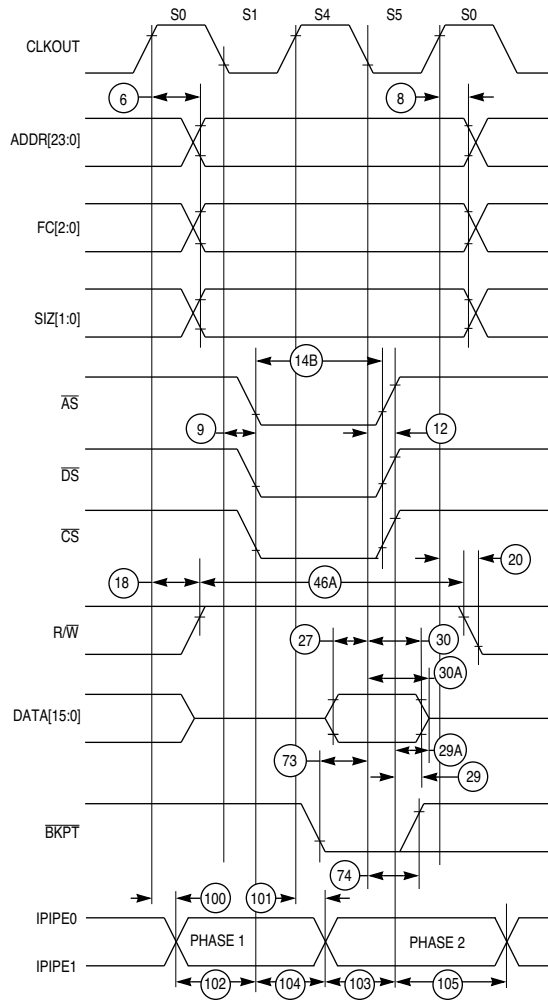 S0 S1 S4 S5 S0
CLKOUT
6 8
ADDR[23:0]
FC[2:0]
SIZ[1:0]
14B
AS
9 12
DS
CS
20
18 46A
R/W
27 30
30A
DATA[15:0]
29A
73 29
BKPT
74
100 101
IPIPE0
PHASE 1 PHASE 2
IPIPE1
102 104 103 105